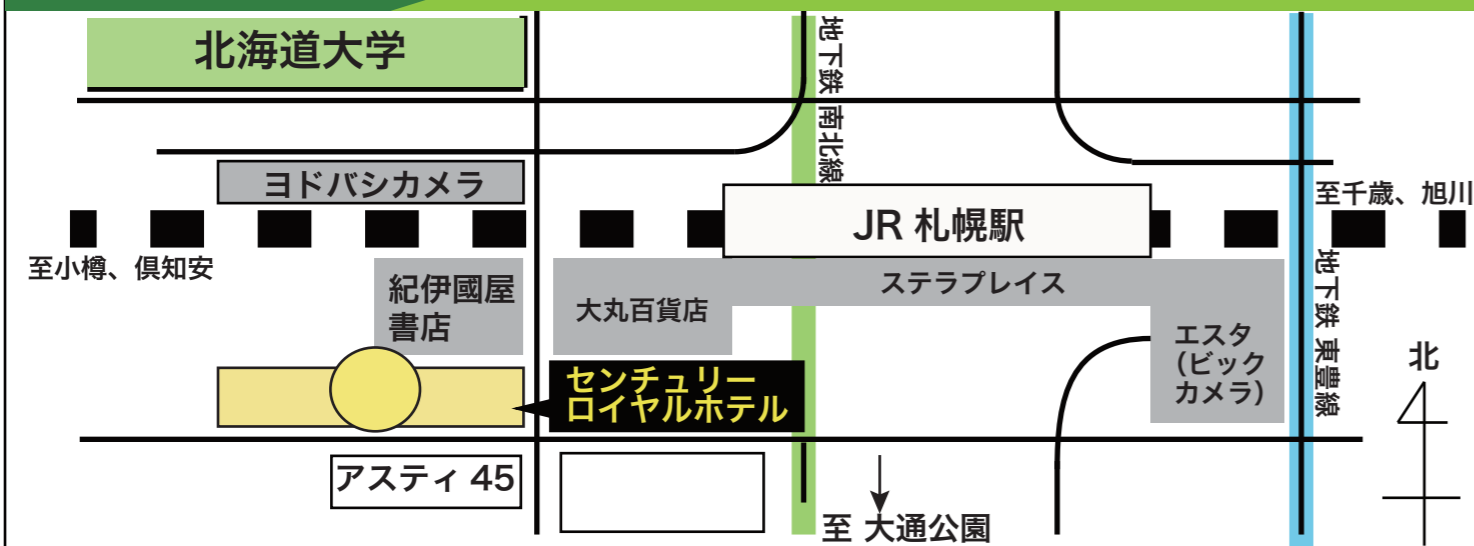 北海道大学
地下鉄 南北線
ヨドバシカメラ
JR 札幌駅
至千歳、旭川
至小樽、倶知安
紀伊國屋
書店
大丸百貨店
ステラプレイス
エスタ
(ビック
カメラ)
地下鉄 東豊線
北
センチュリー
ロイヤルホテル
アスティ 45
至 大通公園